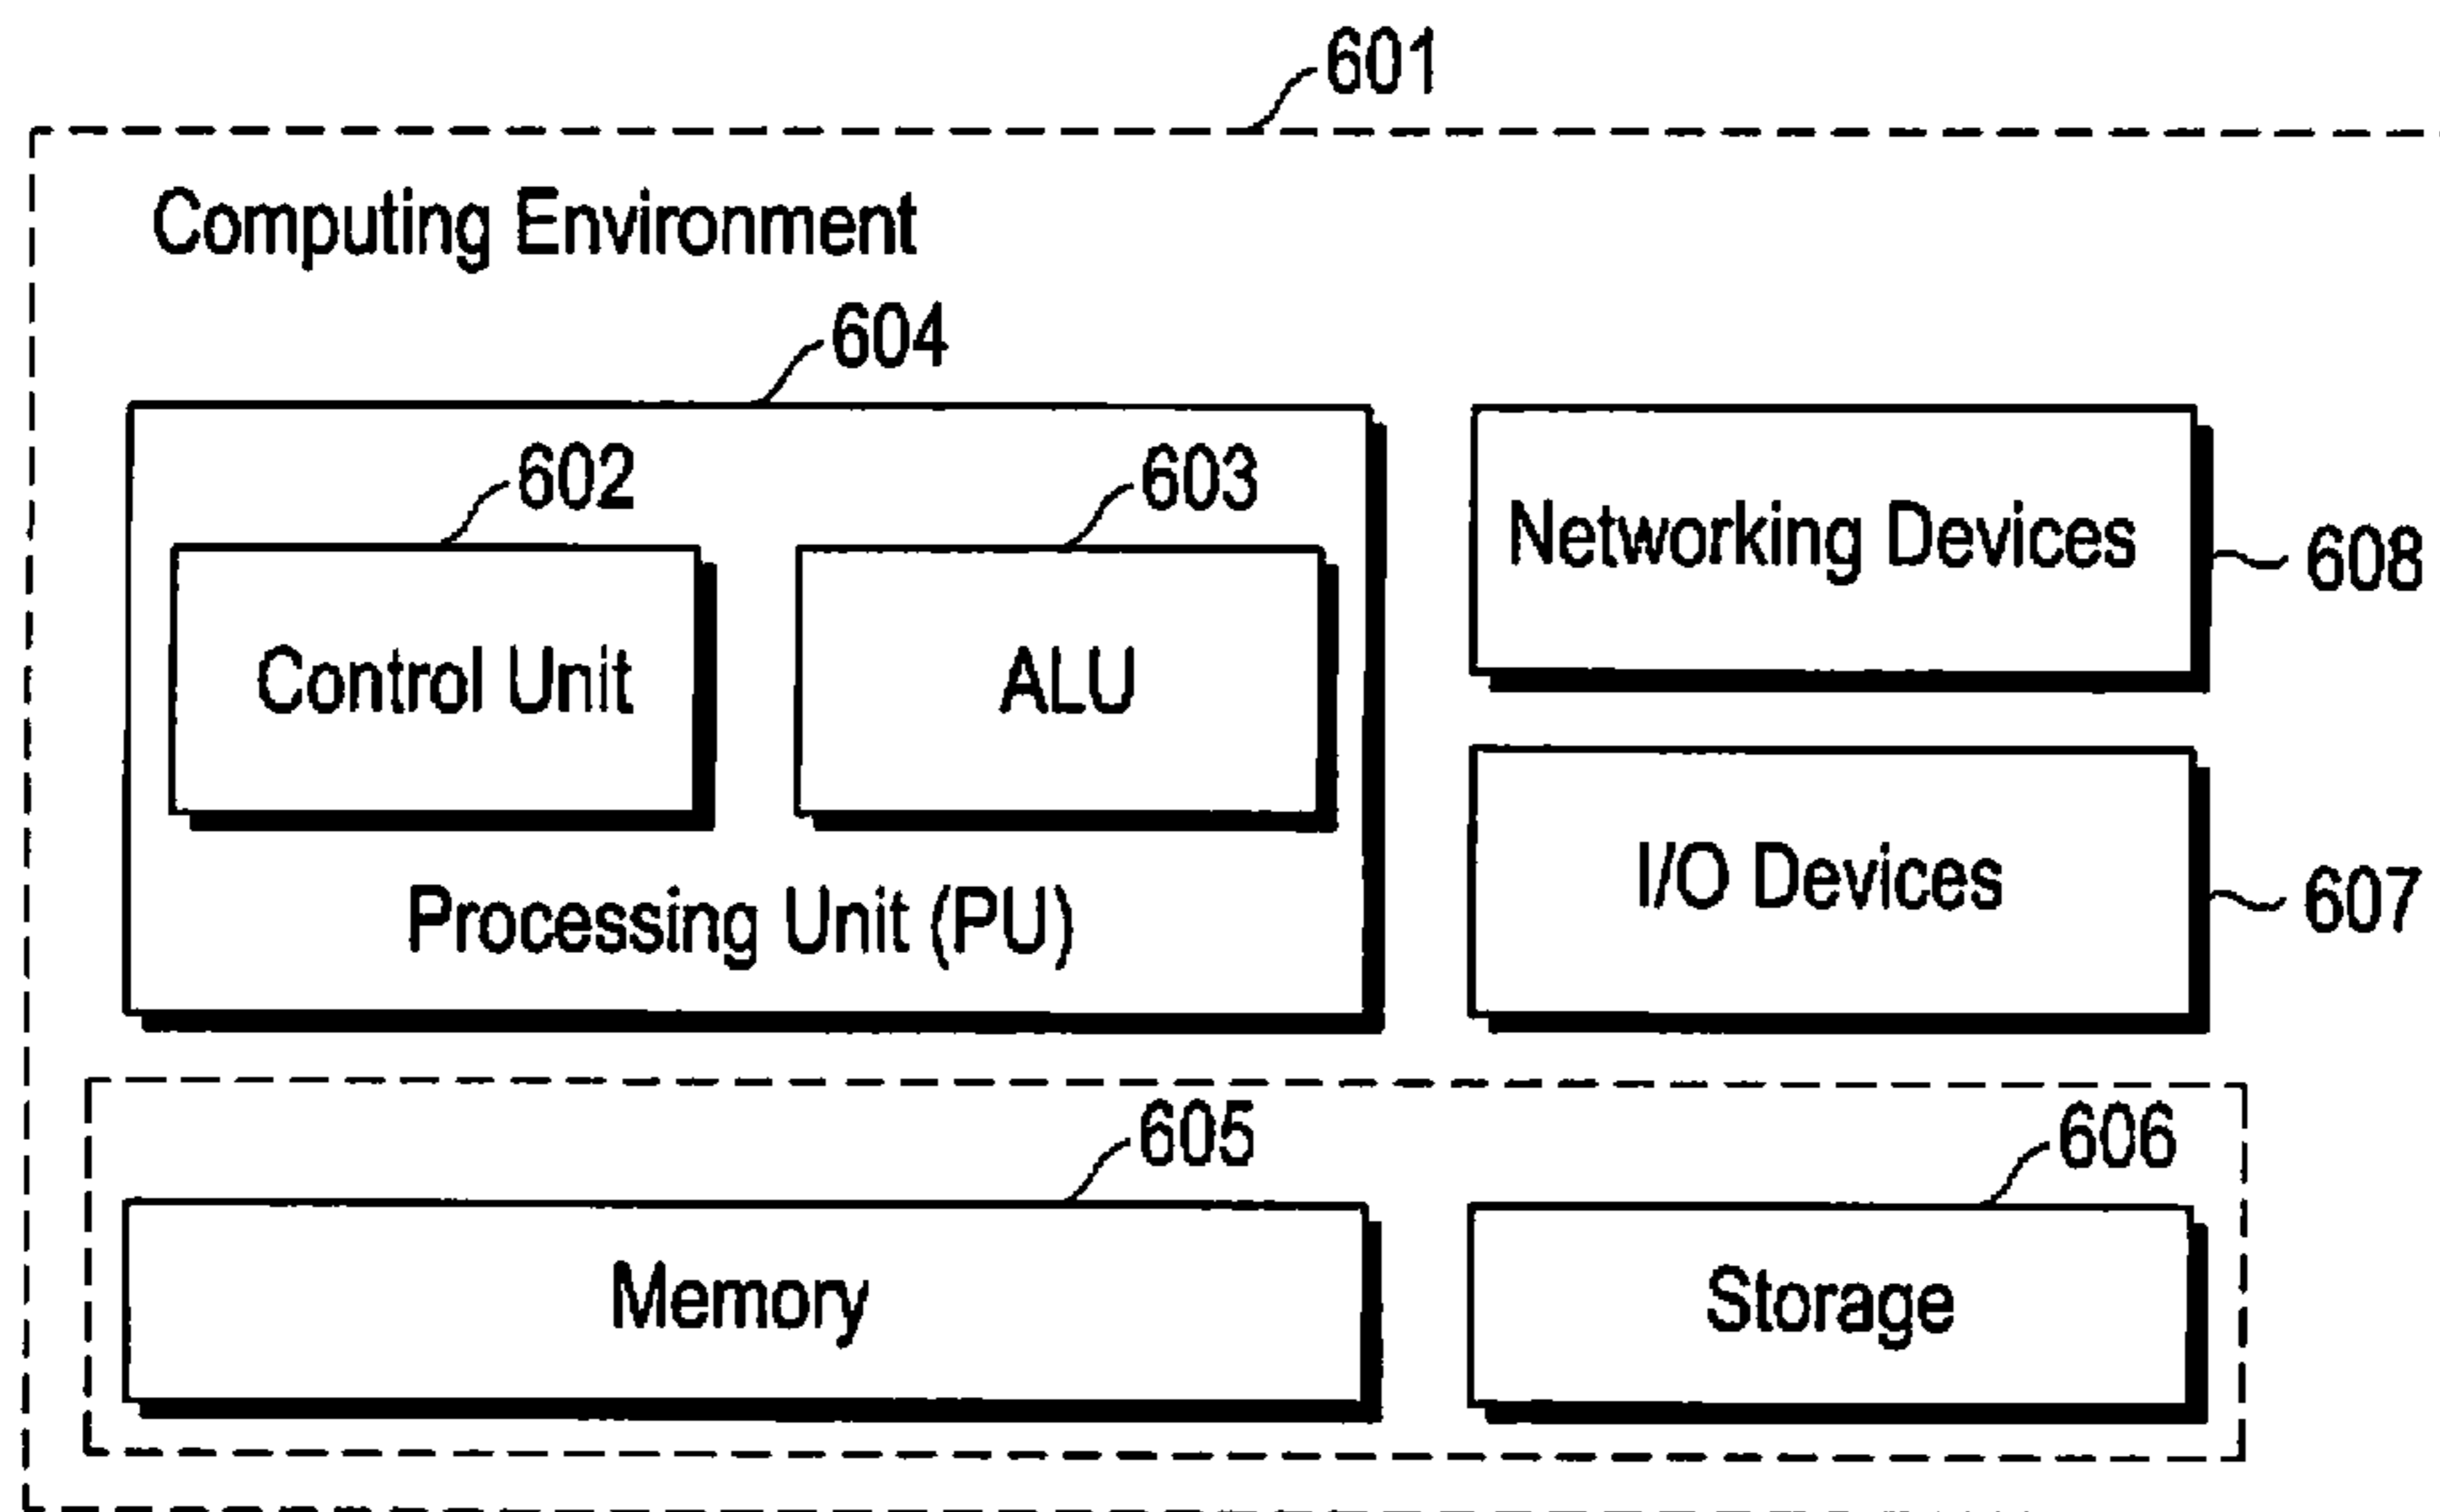 601
Computing Environment
604
602
603
Networking Devices
608
Control Unit
ALU
I/O Devices
607
Processing Unit (PU)
605
606
Memory
Storage